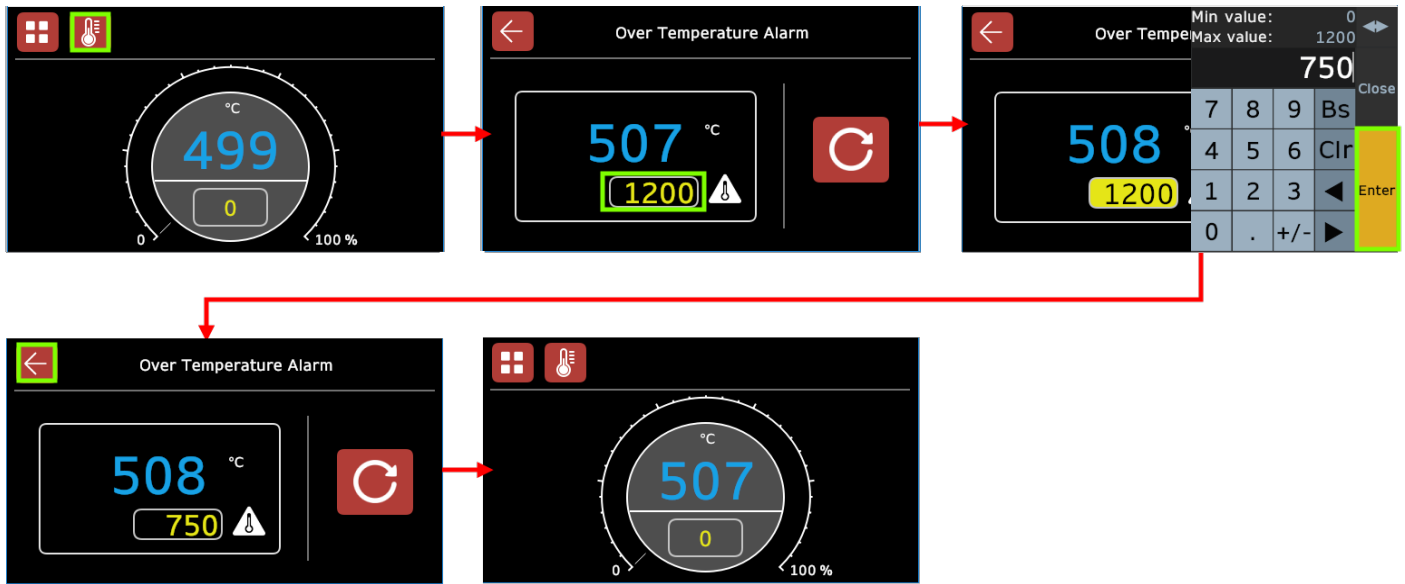 °C
499
0
0
100 %
Over Temperature Alarm
507 °C
1200
Over Tempe
508
1200
Min value: 0
Max value: 1200
750
Close
7 8 9 Bs
4 5 6 Clr
1 2 3
Enter
0 . +/-
Over Temperature Alarm
508 °C
750
°C
507
0
0
100 %